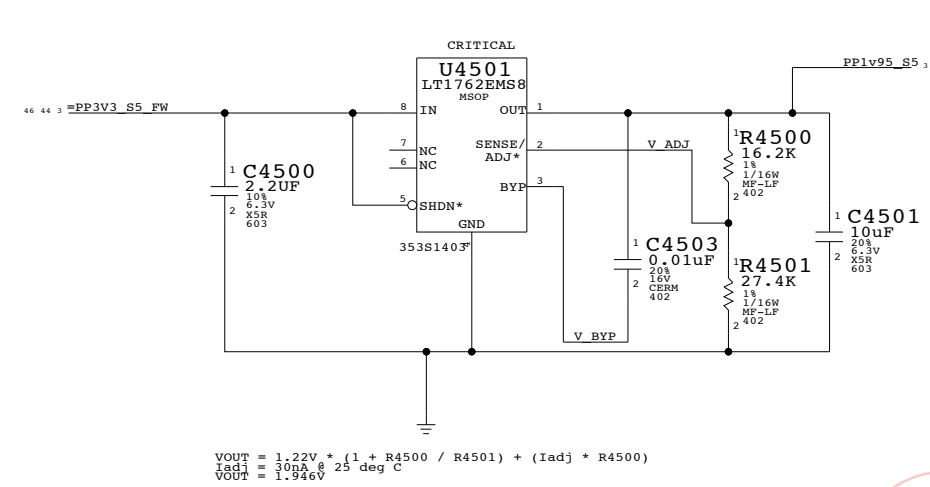 CRITICAL
U4501
LT1762EMS8
MSOP
PP1v95_S5 3
46 44 3 =PP3V3_S5_FW
8 IN
OUT 1
7 NC
6 NC
SENSE/
ADJ* 2
V_ADJ
BYP 3
5 SHDN*
GND
4
353S1403
1 C4500
2.2UF
10%
6.3V
X5R
603
2
1 R4500
16.2K
1%
1/16W
MF-LF
402
2
1 C4503
0.01uF
20%
16V
CERM
402
2
1 C4501
10uF
20%
6.3V
X5R
603
2
1 R4501
27.4K
1%
1/16W
MF-LF
402
2
V_BYP
VOUT = 1.22V * (1 + R4500 / R4501) + (Iadj * R4500)
Iadj = 30nA @ 25 deg C
VOUT = 1.946V